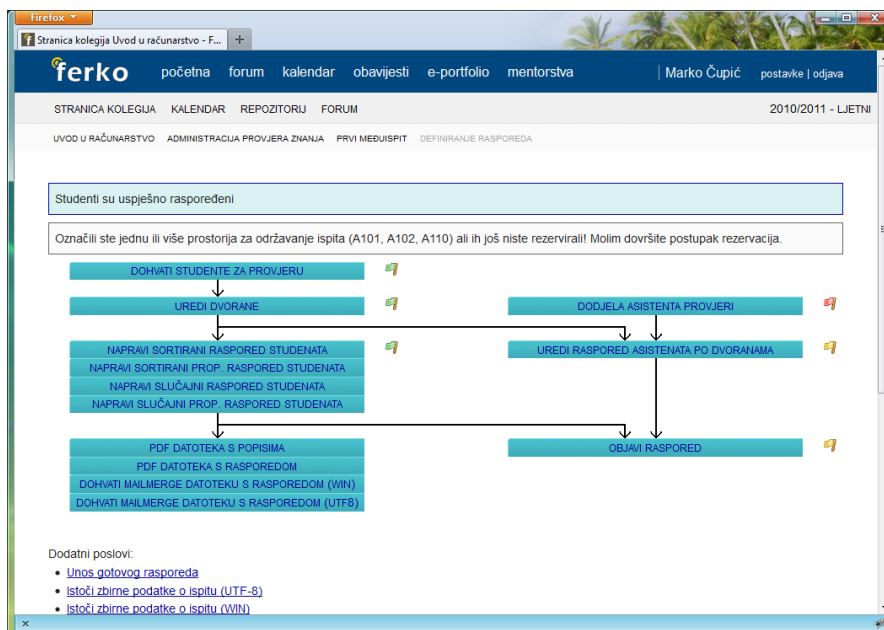 Firefox
Stranica kolegija Uvod u računarstvo - F...
ferko početna forum kalendar obavijesti e-portfolio mentorstva | Marko Čupić postavke | odjava
STRANICA KOLEGIJA KALENDAR REPOZITORIJ FORUM 2010/2011 - LJETNI
UVOD U RAČUNARSTVO ADMINISTRACIJA PROVJERA ZNANJA PRVI MEĐUISPIT DEFINIRANJE RASPOREDA
Studenti su uspješno raspoređeni
Označili ste jednu ili više prostorija za održavanje ispita (A101, A102, A110) ali ih još niste rezervirali! Molim dovršite postupak rezervacija.
DOHVATI STUDENTE ZA PROVJERU
UREDI DVORANE DODJELA ASISTENTA PROVJERI
NAPRAVI SORTIRANI RASPORED STUDENATA UREDI RASPORED ASISTENATA PO DVORANAMA
NAPRAVI SORTIRANI PROP. RASPORED STUDENATA
NAPRAVI SLUČAJNI RASPORED STUDENATA
NAPRAVI SLUČAJNI PROP. RASPORED STUDENATA
PDF DATOTEKA S POPISIMA OBJAVI RASPORED
PDF DATOTEKA S RASPOREDOM
DOHVATI MAILMERGE DATOTEKU S RASPOREDOM (WIN)
DOHVATI MAILMERGE DATOTEKU S RASPOREDOM (UTF8)
Dodatni poslovi:
• Unos gotovog rasporeda
• Istoči zbirne podatke o ispitu (UTF-8)
• Istoči zbirne podatke o ispitu (WIN)